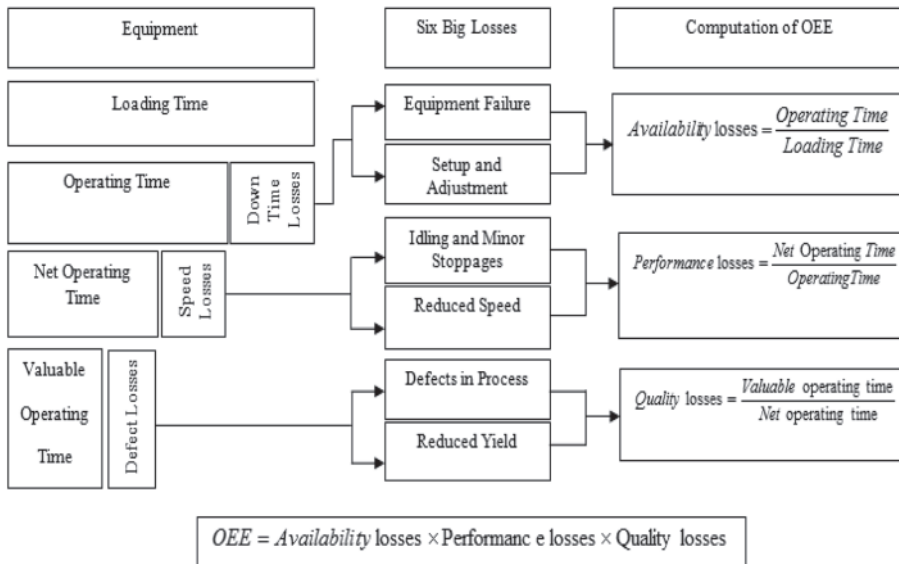 Equipment
Six Big Losses
Computation of OEE
Loading Time
Equipment Failure
Availability losses = Operating Time / Loading Time
Operating Time
Down
Time
Losses
Setup and
Adjustment
Net Operating
Time
Speed
Losses
Idling and Minor
Stoppages
Reduced Speed
Performance losses = Net Operating Time / OperatingTime
Valuable
Operating
Time
Defect Losses
Defects in Process
Reduced Yield
Quality losses = Valuable operating time / Net operating time
OEE = Availability losses × Performanc e losses × Quality losses